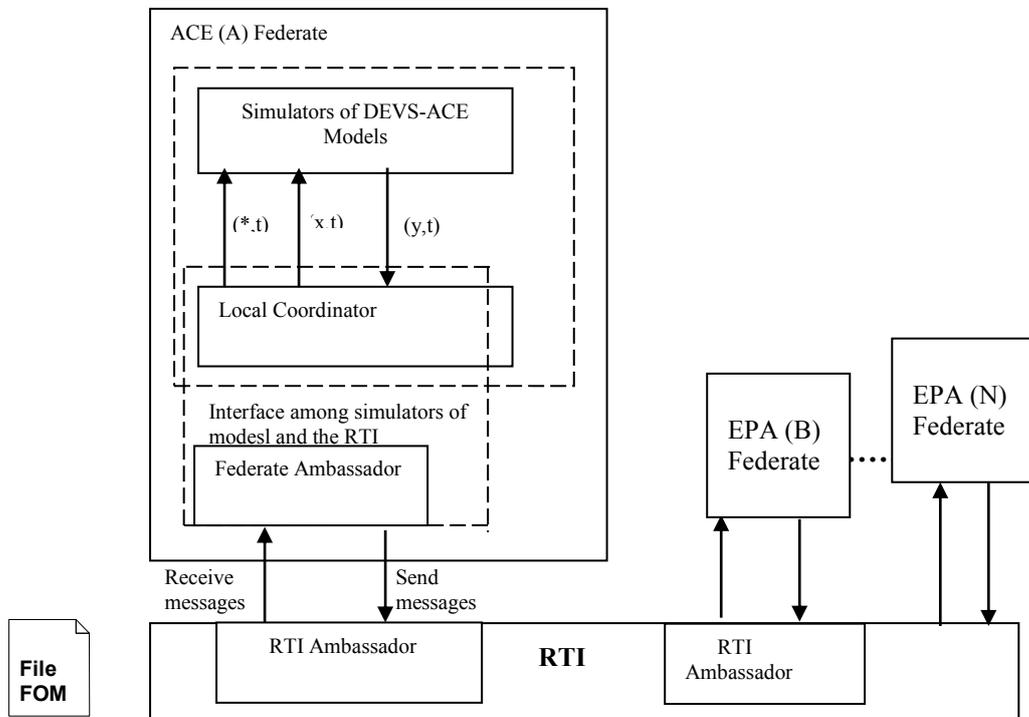 ACE (A) Federate
Simulators of DEVS-ACE
Models
(*,t)
(x,t)
(y,t)
Local Coordinator
Interface among simulators of
modesl and the RTI
Federate Ambassador
EPA (B)
Federate
EPA (N)
Federate
Receive
messages
Send
messages
RTI Ambassador
RTI
RTI
Ambassador
File
FOM